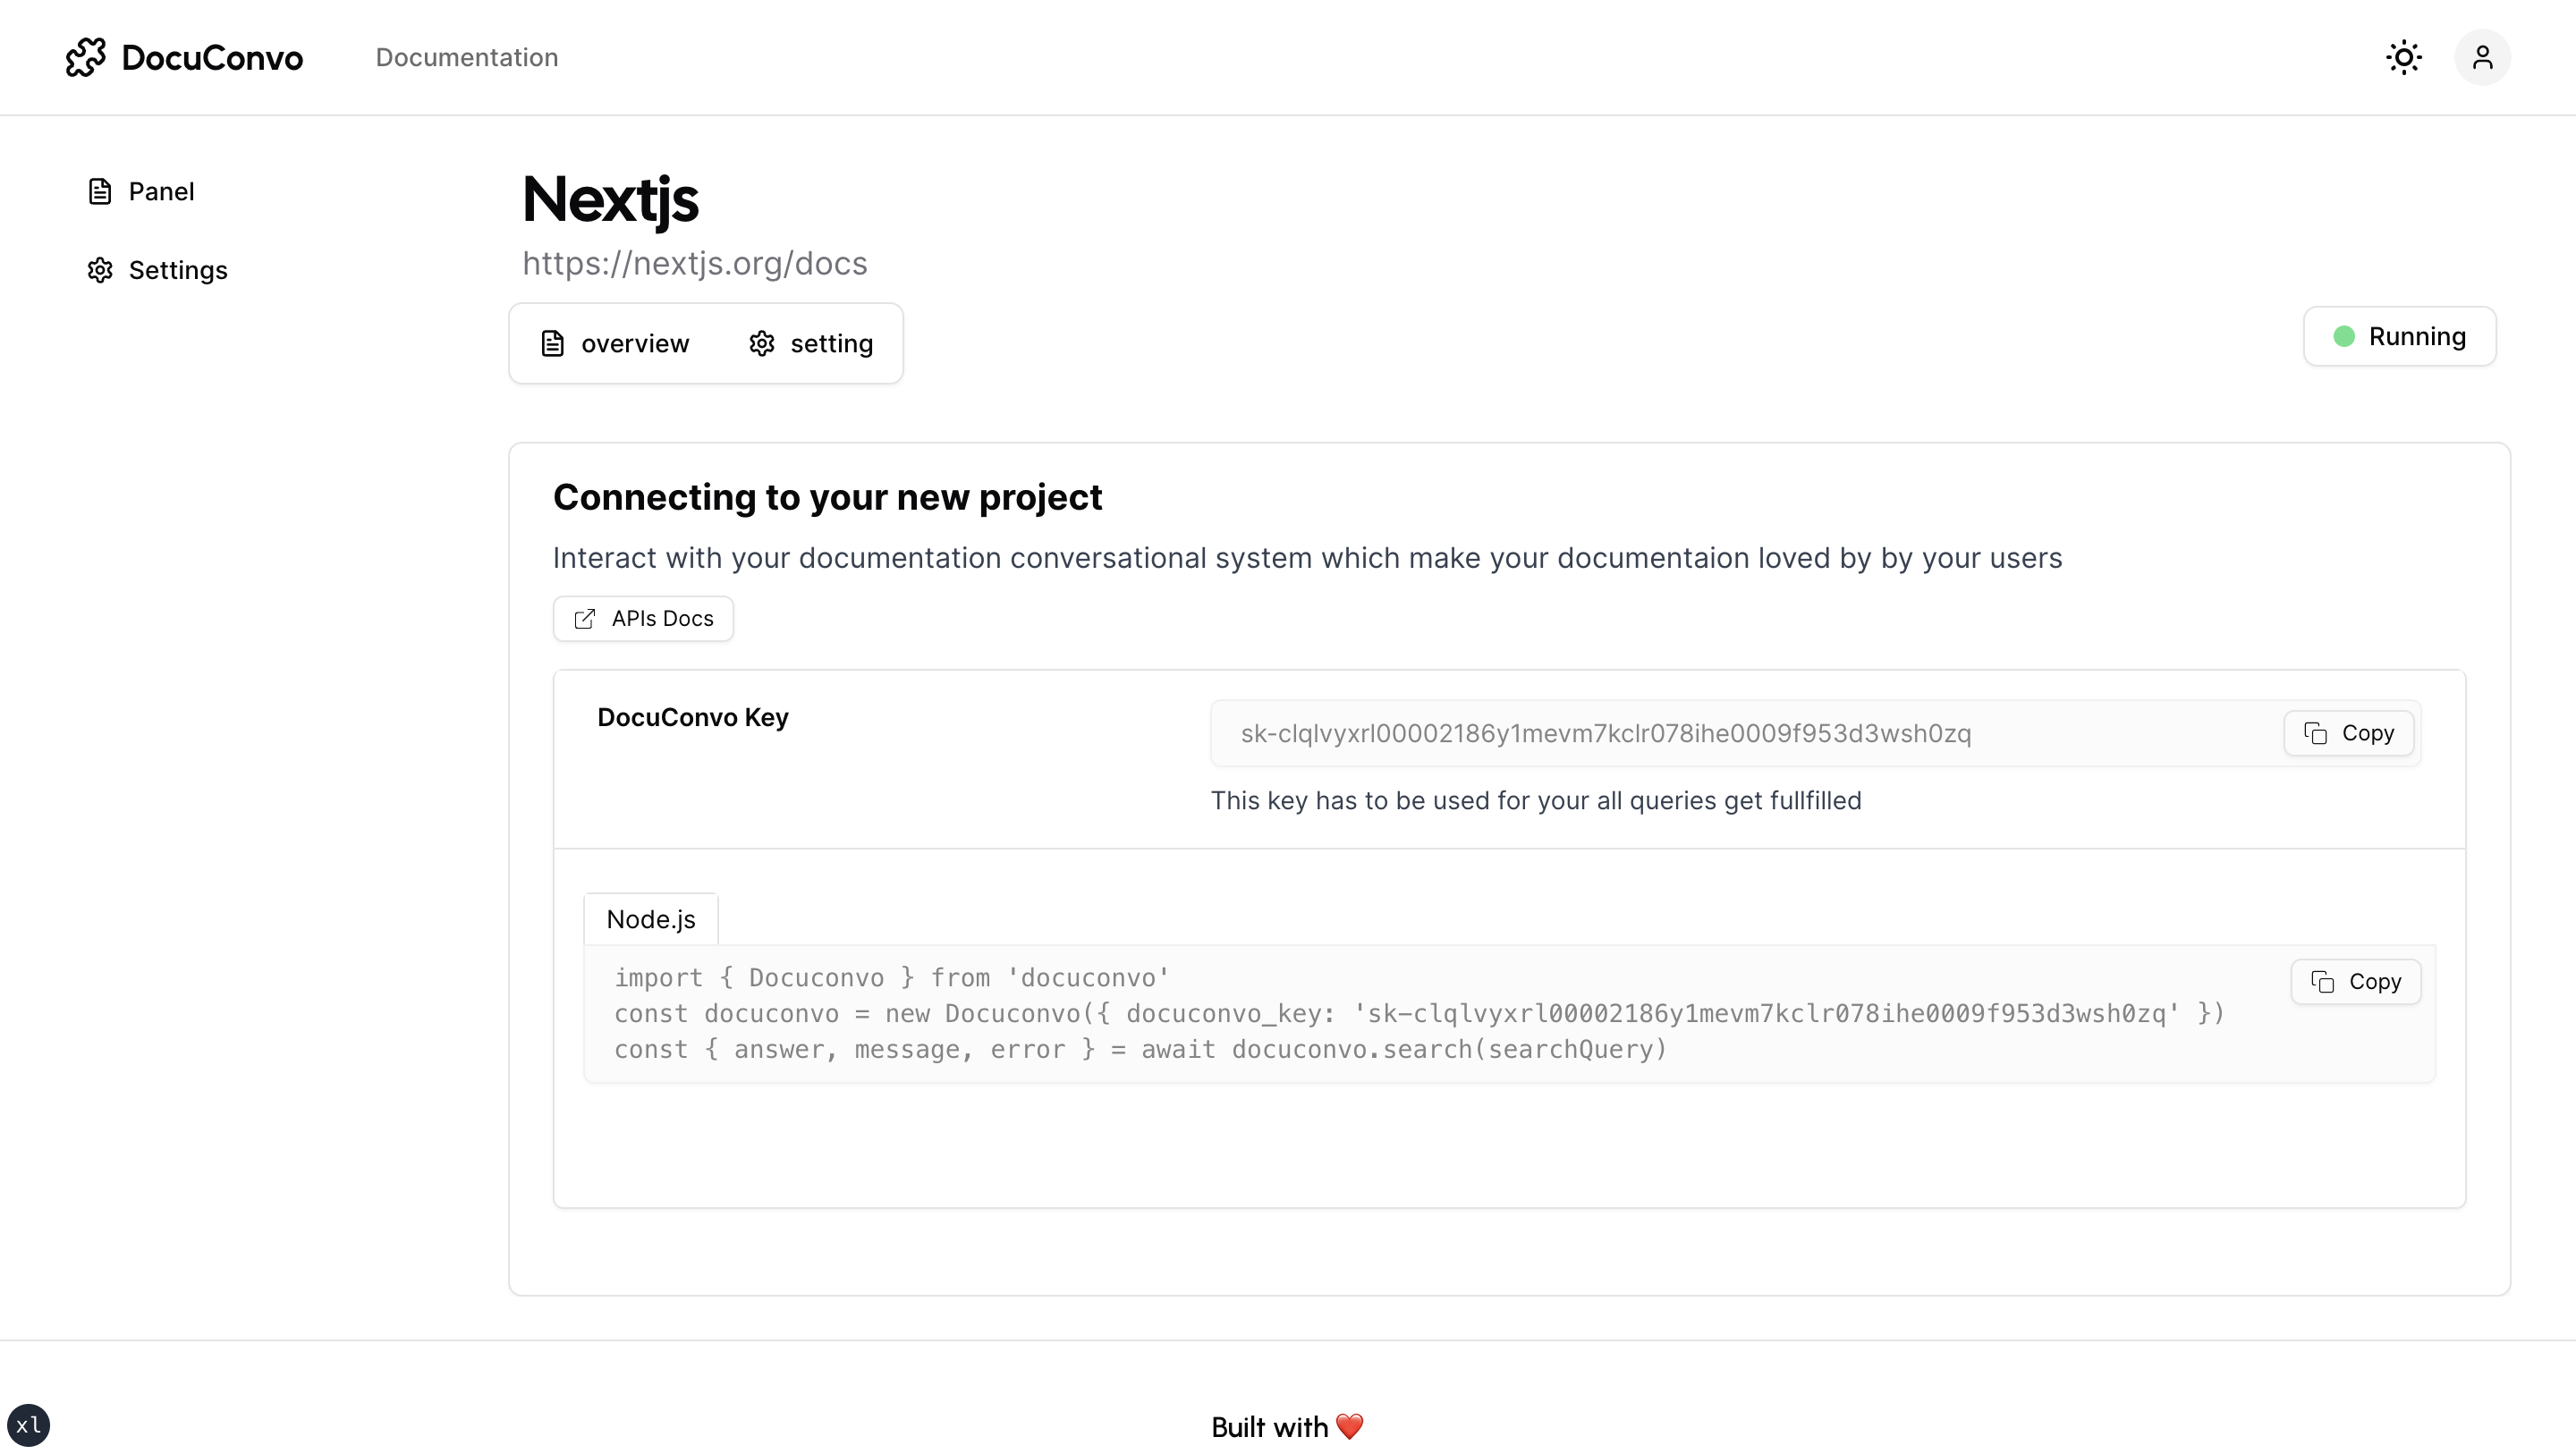 DocuConvo
Documentation
Panel
Settings
Nextjs
https://nextjs.org/docs
overview
setting
Running
Connecting to your new project
Interact with your documentation conversational system which make your documentaion loved by by your users
APIs Docs
DocuConvo Key
sk-clqlvyxrl00002186y1mevm7kclr078ihe0009f953d3wsh0zq
Copy
This key has to be used for your all queries get fullfilled
Node.js
import { Docuconvo } from 'docuconvo'
const docuconvo = new Docuconvo({ docuconvo_key: 'sk-clqlvyxrl00002186y1mevm7kclr078ihe0009f953d3wsh0zq' })
const { answer, message, error } = await docuconvo.search(searchQuery)
Copy
xl
Built with ❤️